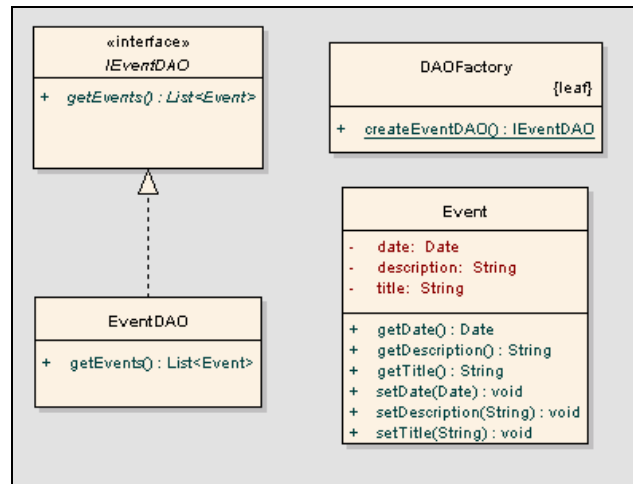 «interface»
IEventDAO
+ getEvents() : List<Event>
EventDAO
+ getEvents() : List<Event>
DAOFactory
{leaf}
+ createEventDAO() : IEventDAO
Event
- date: Date
- description: String
- title: String
+ getDate() : Date
+ getDescription() : String
+ getTitle() : String
+ setDate(Date) : void
+ setDescription(String) : void
+ setTitle(String) : void